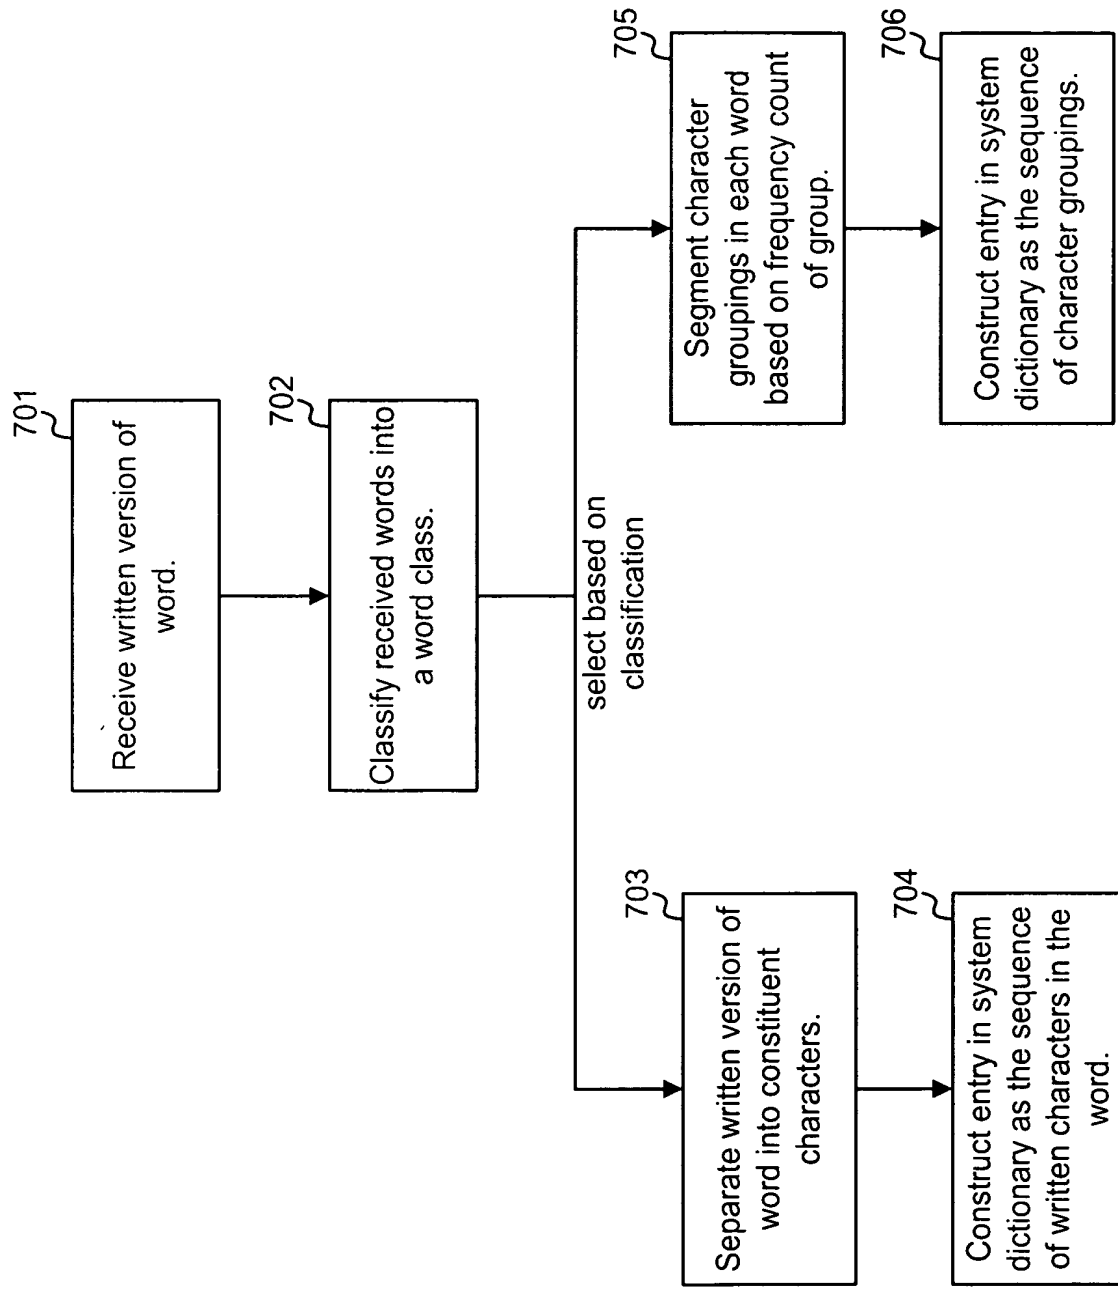 701
Receive written version of
word.
702
Classify received words into
a word class.
select based on
classification
703
Separate written version of
word into constituent
characters.
704
Construct entry in system
dictionary as the sequence
of written characters in the
word.
705
Segment character
groupings in each word
based on frequency count
of group.
706
Construct entry in system
dictionary as the sequence
of character groupings.